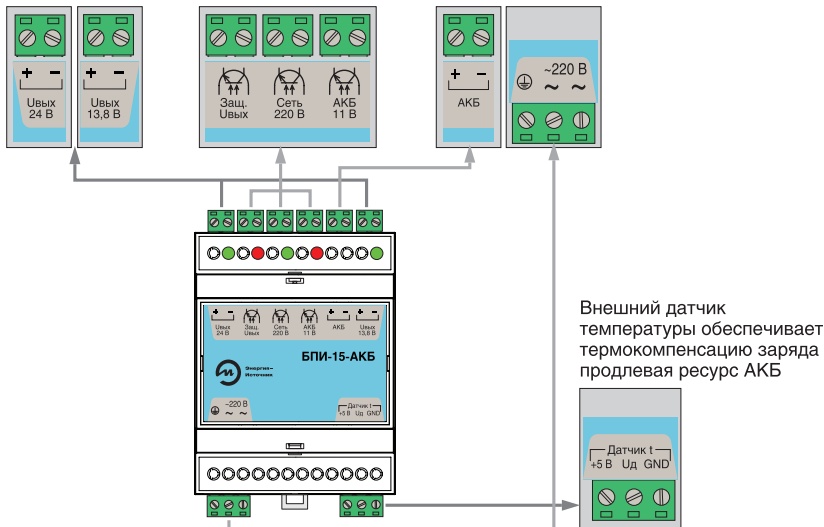 + -
Uвых
24 В
+ -
Uвых
13,8 В
Защ.
Uвых
Сеть
220 В
АКБ
11 В
+ -
АКБ
~220 В
~ ~
+ - + - + -
Uвых
24 В
Защ.
Uвых
Сеть
220 В
АКБ
11 В
АКБ
Uвых
13,8 В
БПИ-15-АКБ
Энергия–
Источник
~220 В
~ ~
Датчик t
+5 В Uд GND
Внешний датчик
температуры обеспечивает
термокомпенсацию заряда
продлевая ресурс АКБ
Датчик t
+5 В Uд GND